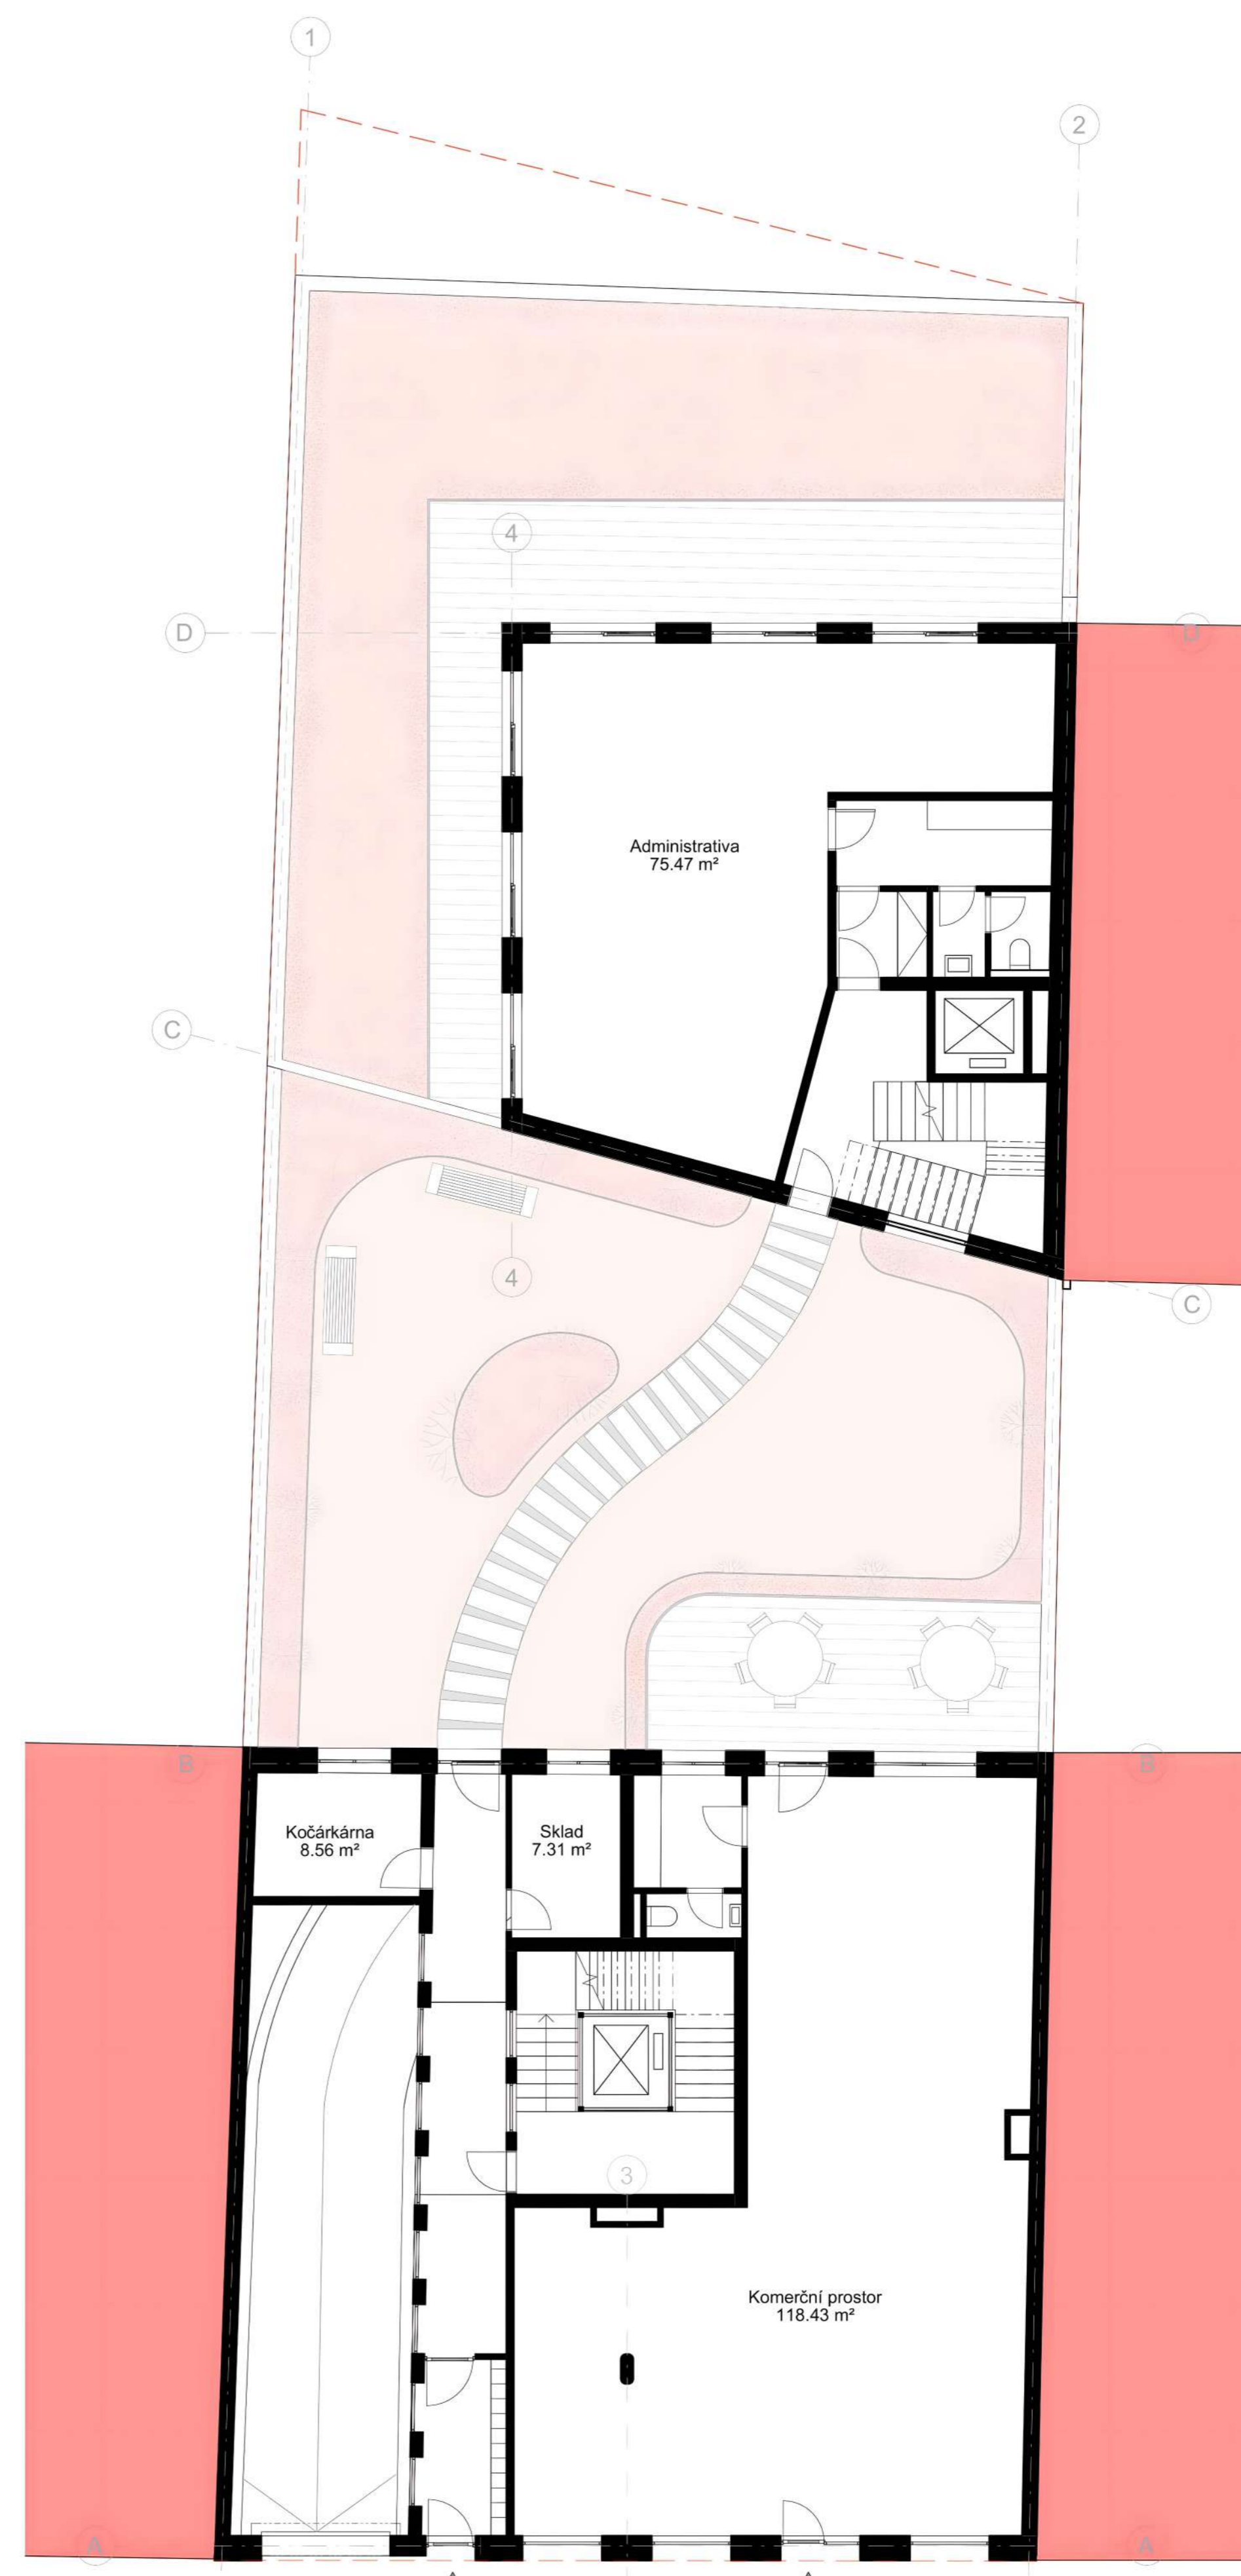 1
2
4
D
D
Administrativa
75.47 m²
C
4
C
B
B
Kočárkárna
8.56 m²
Sklad
7.31 m²
3
Komerční prostor
118.43 m²
A
A